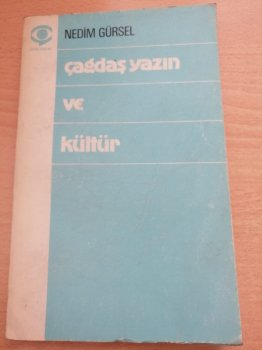 NEDİM GÜRSEL
çağdaş yazın
ve
kültür